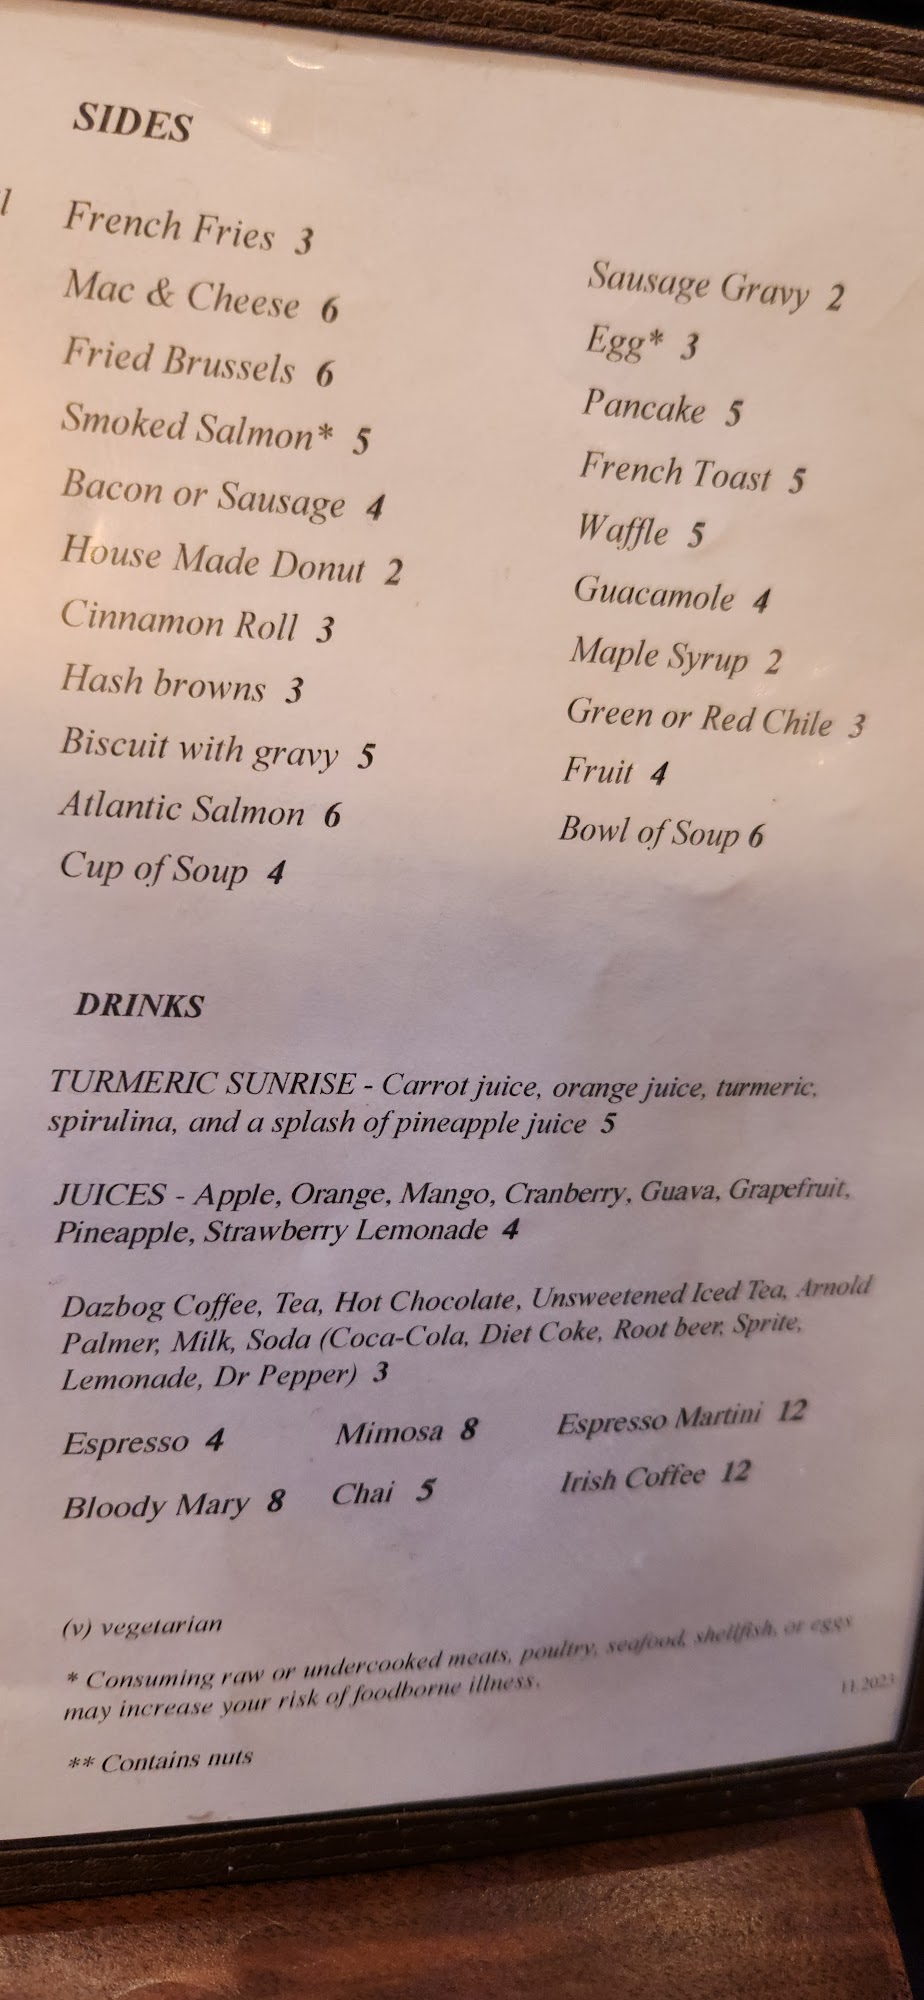 SIDES
French Fries 3
Mac & Cheese 6
Fried Brussels 6
Smoked Salmon* 5
Bacon or Sausage 4
House Made Donut 2
Cinnamon Roll 3
Hash browns 3
Biscuit with gravy 5
Atlantic Salmon 6
Cup of Soup 4
Sausage Gravy 2
Egg* 3
Pancake 5
French Toast 5
Waffle 5
Guacamole 4
Maple Syrup 2
Green or Red Chile 3
Fruit 4
Bowl of Soup 6
DRINKS
TURMERIC SUNRISE - Carrot juice, orange juice, turmeric,
spirulina, and a splash of pineapple juice 5
JUICES - Apple, Orange, Mango, Cranberry, Guava, Grapefruit,
Pineapple, Strawberry Lemonade 4
Dazbog Coffee, Tea, Hot Chocolate, Unsweetened Iced Tea, Arnold
Palmer, Milk, Soda (Coca-Cola, Diet Coke, Root beer, Sprite,
Lemonade, Dr Pepper) 3
Espresso 4 Mimosa 8 Espresso Martini 12
Bloody Mary 8 Chai 5 Irish Coffee 12
(v) vegetarian
* Consuming raw or undercooked meats, poultry, seafood, shellfish, or eggs
may increase your risk of foodborne illness.
11.2023
** Contains nuts